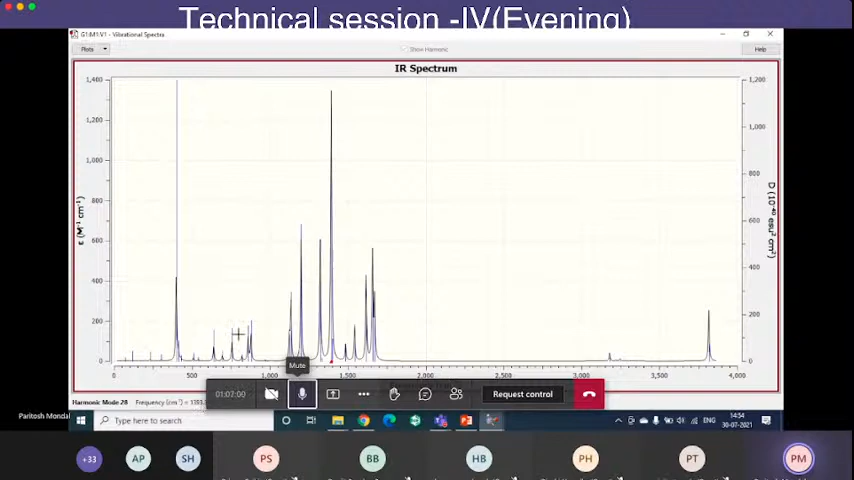 Technical session -IV(Evening)
G1:M1:V1 - Vibrational Spectra
Plots
Show Harmonic
Help
IR Spectrum
1,400
1,200
1,000
800
600
400
200
0
ε (M⁻¹ cm⁻¹)
1,200
1,000
800
600
400
200
0
D (10⁻⁴⁰ esu² cm²)
0
500
1,000
1,500
2,000
2,500
3,000
3,500
4,000
Mute
01:07:00
Request control
Harmonic Mode 28 Frequency (cm⁻¹) =
Paritosh Mondal
Type here to search
ENG
14:54
30-07-2021
+33
AP
SH
PS
BB
HB
PH
PT
PM